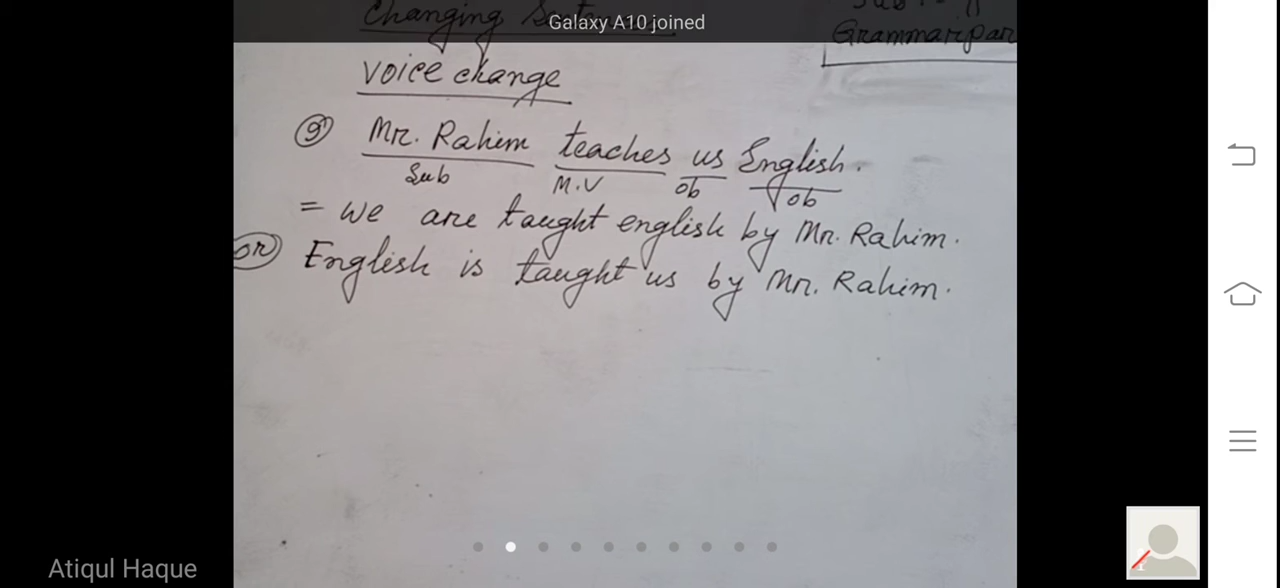 Galaxy A10 joined
Changing
Grammar par
voice change
Mr. Rahim teaches us English.
Sub M.V ob ob
= we are taught english by Mr. Rahim.
or English is taught us by Mr. Rahim.
Atiqul Haque